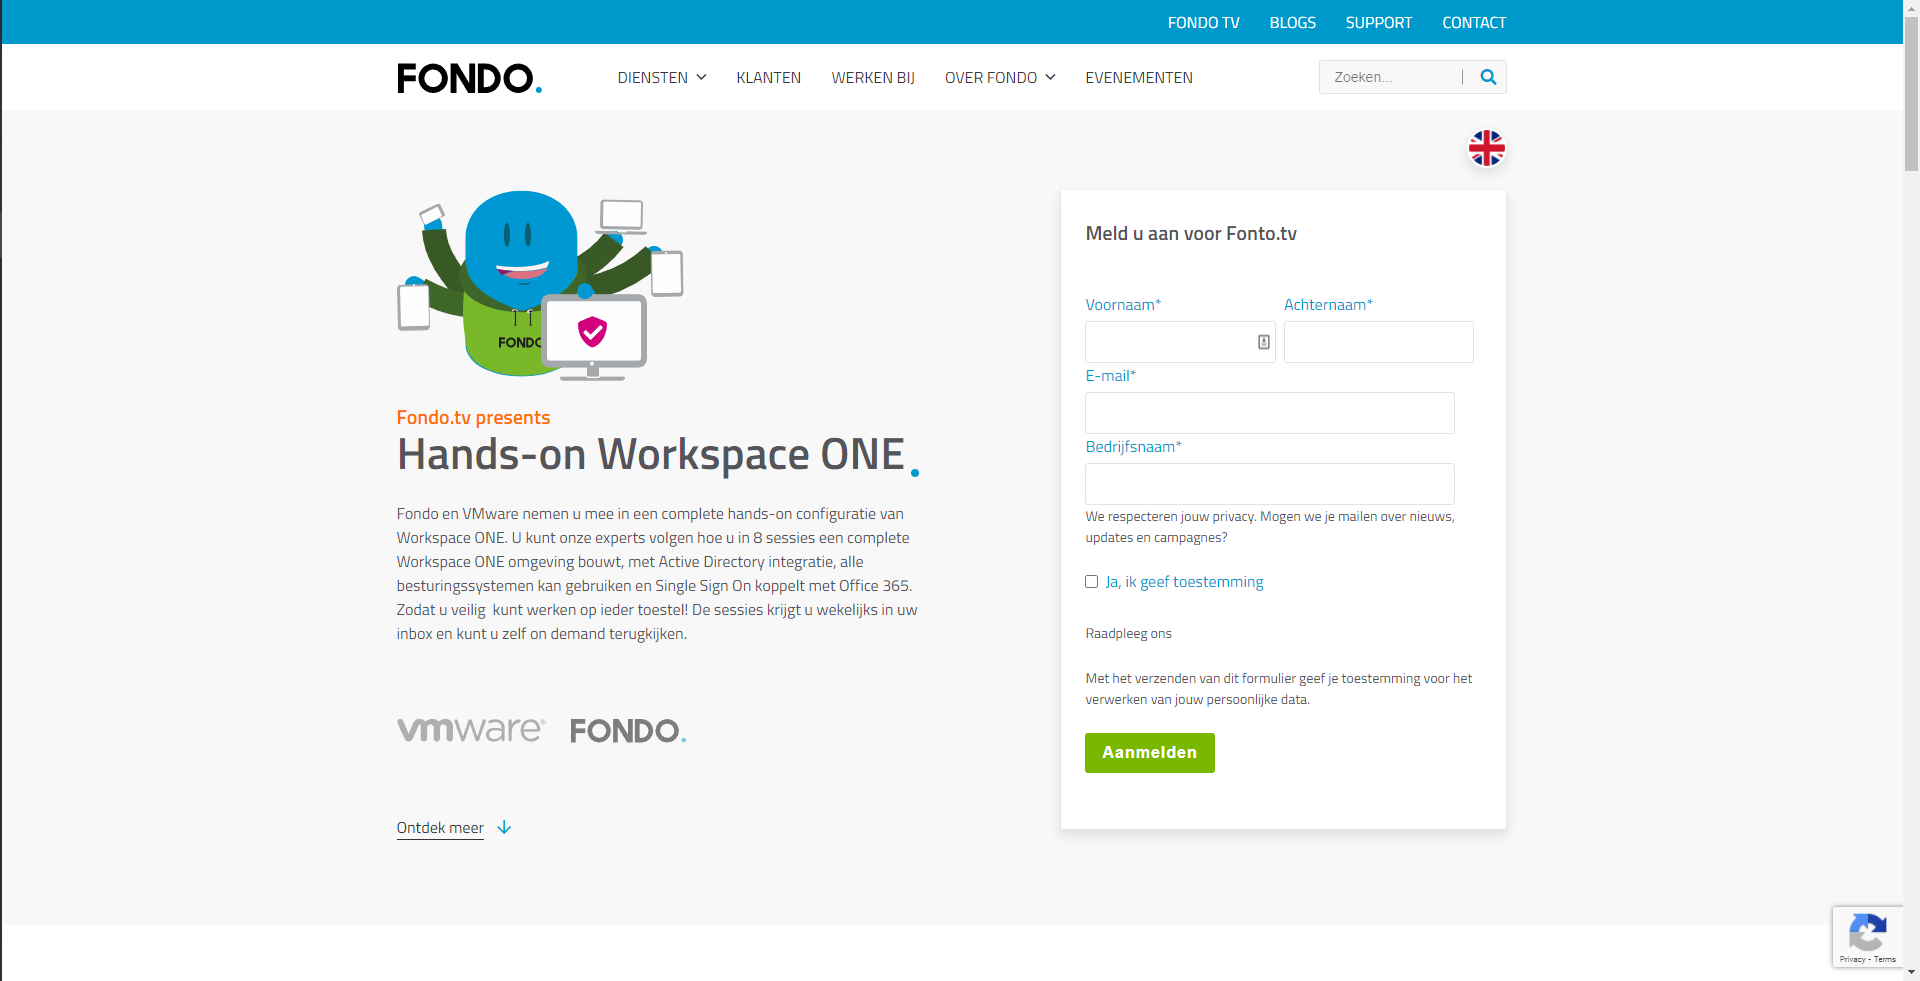 FONDO TV BLOGS SUPPORT CONTACT
FONDO. DIENSTEN KLANTEN WERKEN BIJ OVER FONDO EVENEMENTEN Zoeken...
FONDO
Fondo.tv presents
Hands-on Workspace ONE.
Fondo en VMware nemen u mee in een complete hands-on configuratie van
Workspace ONE. U kunt onze experts volgen hoe u in 8 sessies een complete
Workspace ONE omgeving bouwt, met Active Directory integratie, alle
besturingssystemen kan gebruiken en Single Sign On koppelt met Office 365.
Zodat u veilig kunt werken op ieder toestel! De sessies krijgt u wekelijks in uw
inbox en kunt u zelf on demand terugkijken.
vmware® FONDO.
Ontdek meer
Meld u aan voor Fonto.tv
Voornaam* Achternaam*
E-mail*
Bedrijfsnaam*
We respecteren jouw privacy. Mogen we je mailen over nieuws,
updates en campagnes?
Ja, ik geef toestemming
Raadpleeg ons
Met het verzenden van dit formulier geef je toestemming voor het
verwerken van jouw persoonlijke data.
Aanmelden
Privacy - Terms